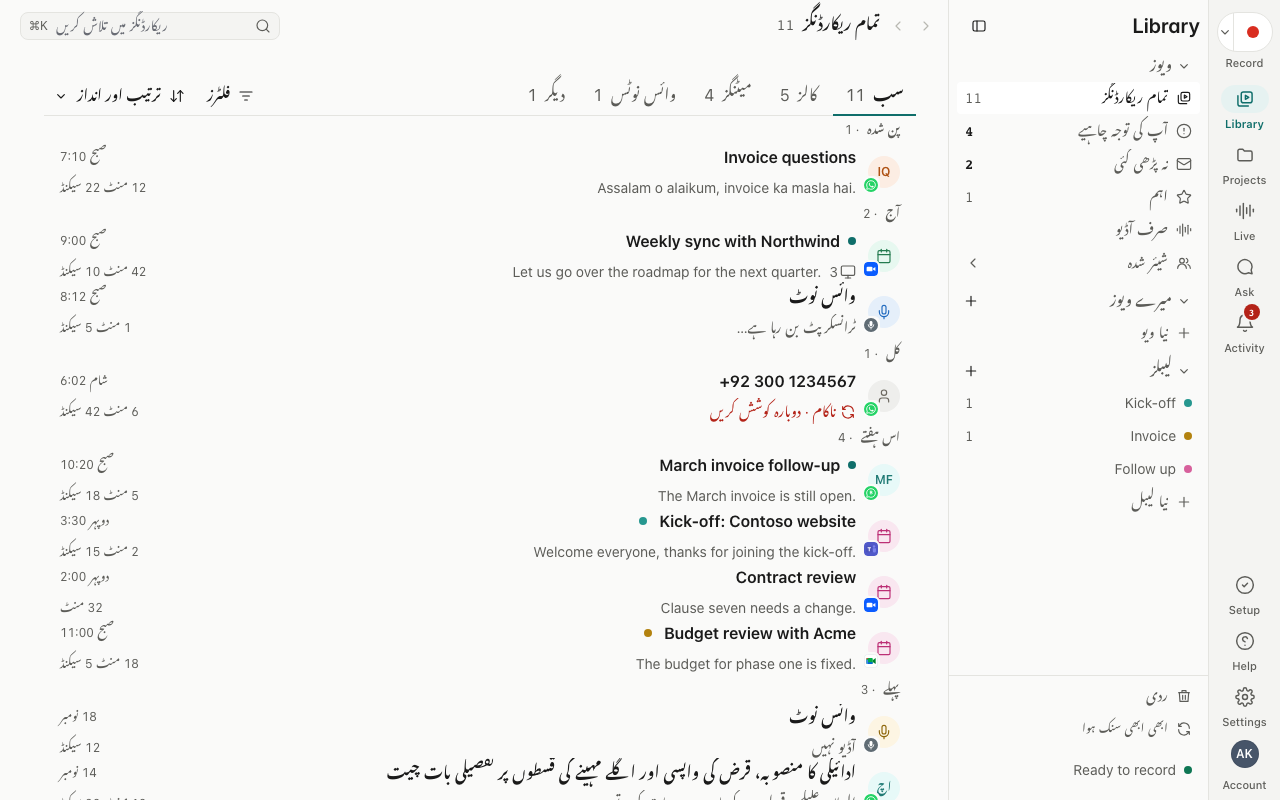 Record
Library
Projects
Live
Ask
3
Activity
Setup
Help
Settings
AK
Account
Library
ویوز
تمام ریکارڈنگز 11
آپ کی توجہ چاہیے 4
نہ پڑھی گئی 2
اہم 1
صرف آڈیو
شیئر شدہ
میرے ویوز
نیا ویو
لیبلز
Kick-off 1
Invoice 1
Follow up
نیا لیبل
ردی
ابھی ابھی سنک ہوا
Ready to record
تمام ریکارڈنگز 11
ریکارڈنگز میں تلاش کریں ⌘K
سب 11 کالز 5 میٹنگز 4 وائس نوٹس 1 دیگر 1
فلٹرز ترتیب اور انداز
پن شدہ · 1
IQ
Invoice questions
صبح 7:10
Assalam o alaikum, invoice ka masla hai.
12 منٹ 22 سیکنڈ
آج · 2
Weekly sync with Northwind
صبح 9:00
Let us go over the roadmap for the next quarter. 3
42 منٹ 10 سیکنڈ
وائس نوٹ
صبح 8:12
ٹرانسکرپٹ بن رہا ہے…
1 منٹ 5 سیکنڈ
کل · 1
+92 300 1234567
شام 6:02
ناکام · دوبارہ کوشش کریں
6 منٹ 42 سیکنڈ
اس ہفتے · 4
MF
March invoice follow-up
صبح 10:20
The March invoice is still open.
5 منٹ 18 سیکنڈ
Kick-off: Contoso website
دوپہر 3:30
Welcome everyone, thanks for joining the kick-off.
2 منٹ 15 سیکنڈ
Contract review
دوپہر 2:00
Clause seven needs a change.
32 منٹ
Budget review with Acme
صبح 11:00
The budget for phase one is fixed.
18 منٹ 5 سیکنڈ
پہلے · 3
وائس نوٹ
18 نومبر
آڈیو نہیں
12 سیکنڈ
اچ
ادائیگی کا منصوبہ، قرض کی واپسی اور اگلے مہینے کی قسطوں پر تفصیلی بات چیت
14 نومبر